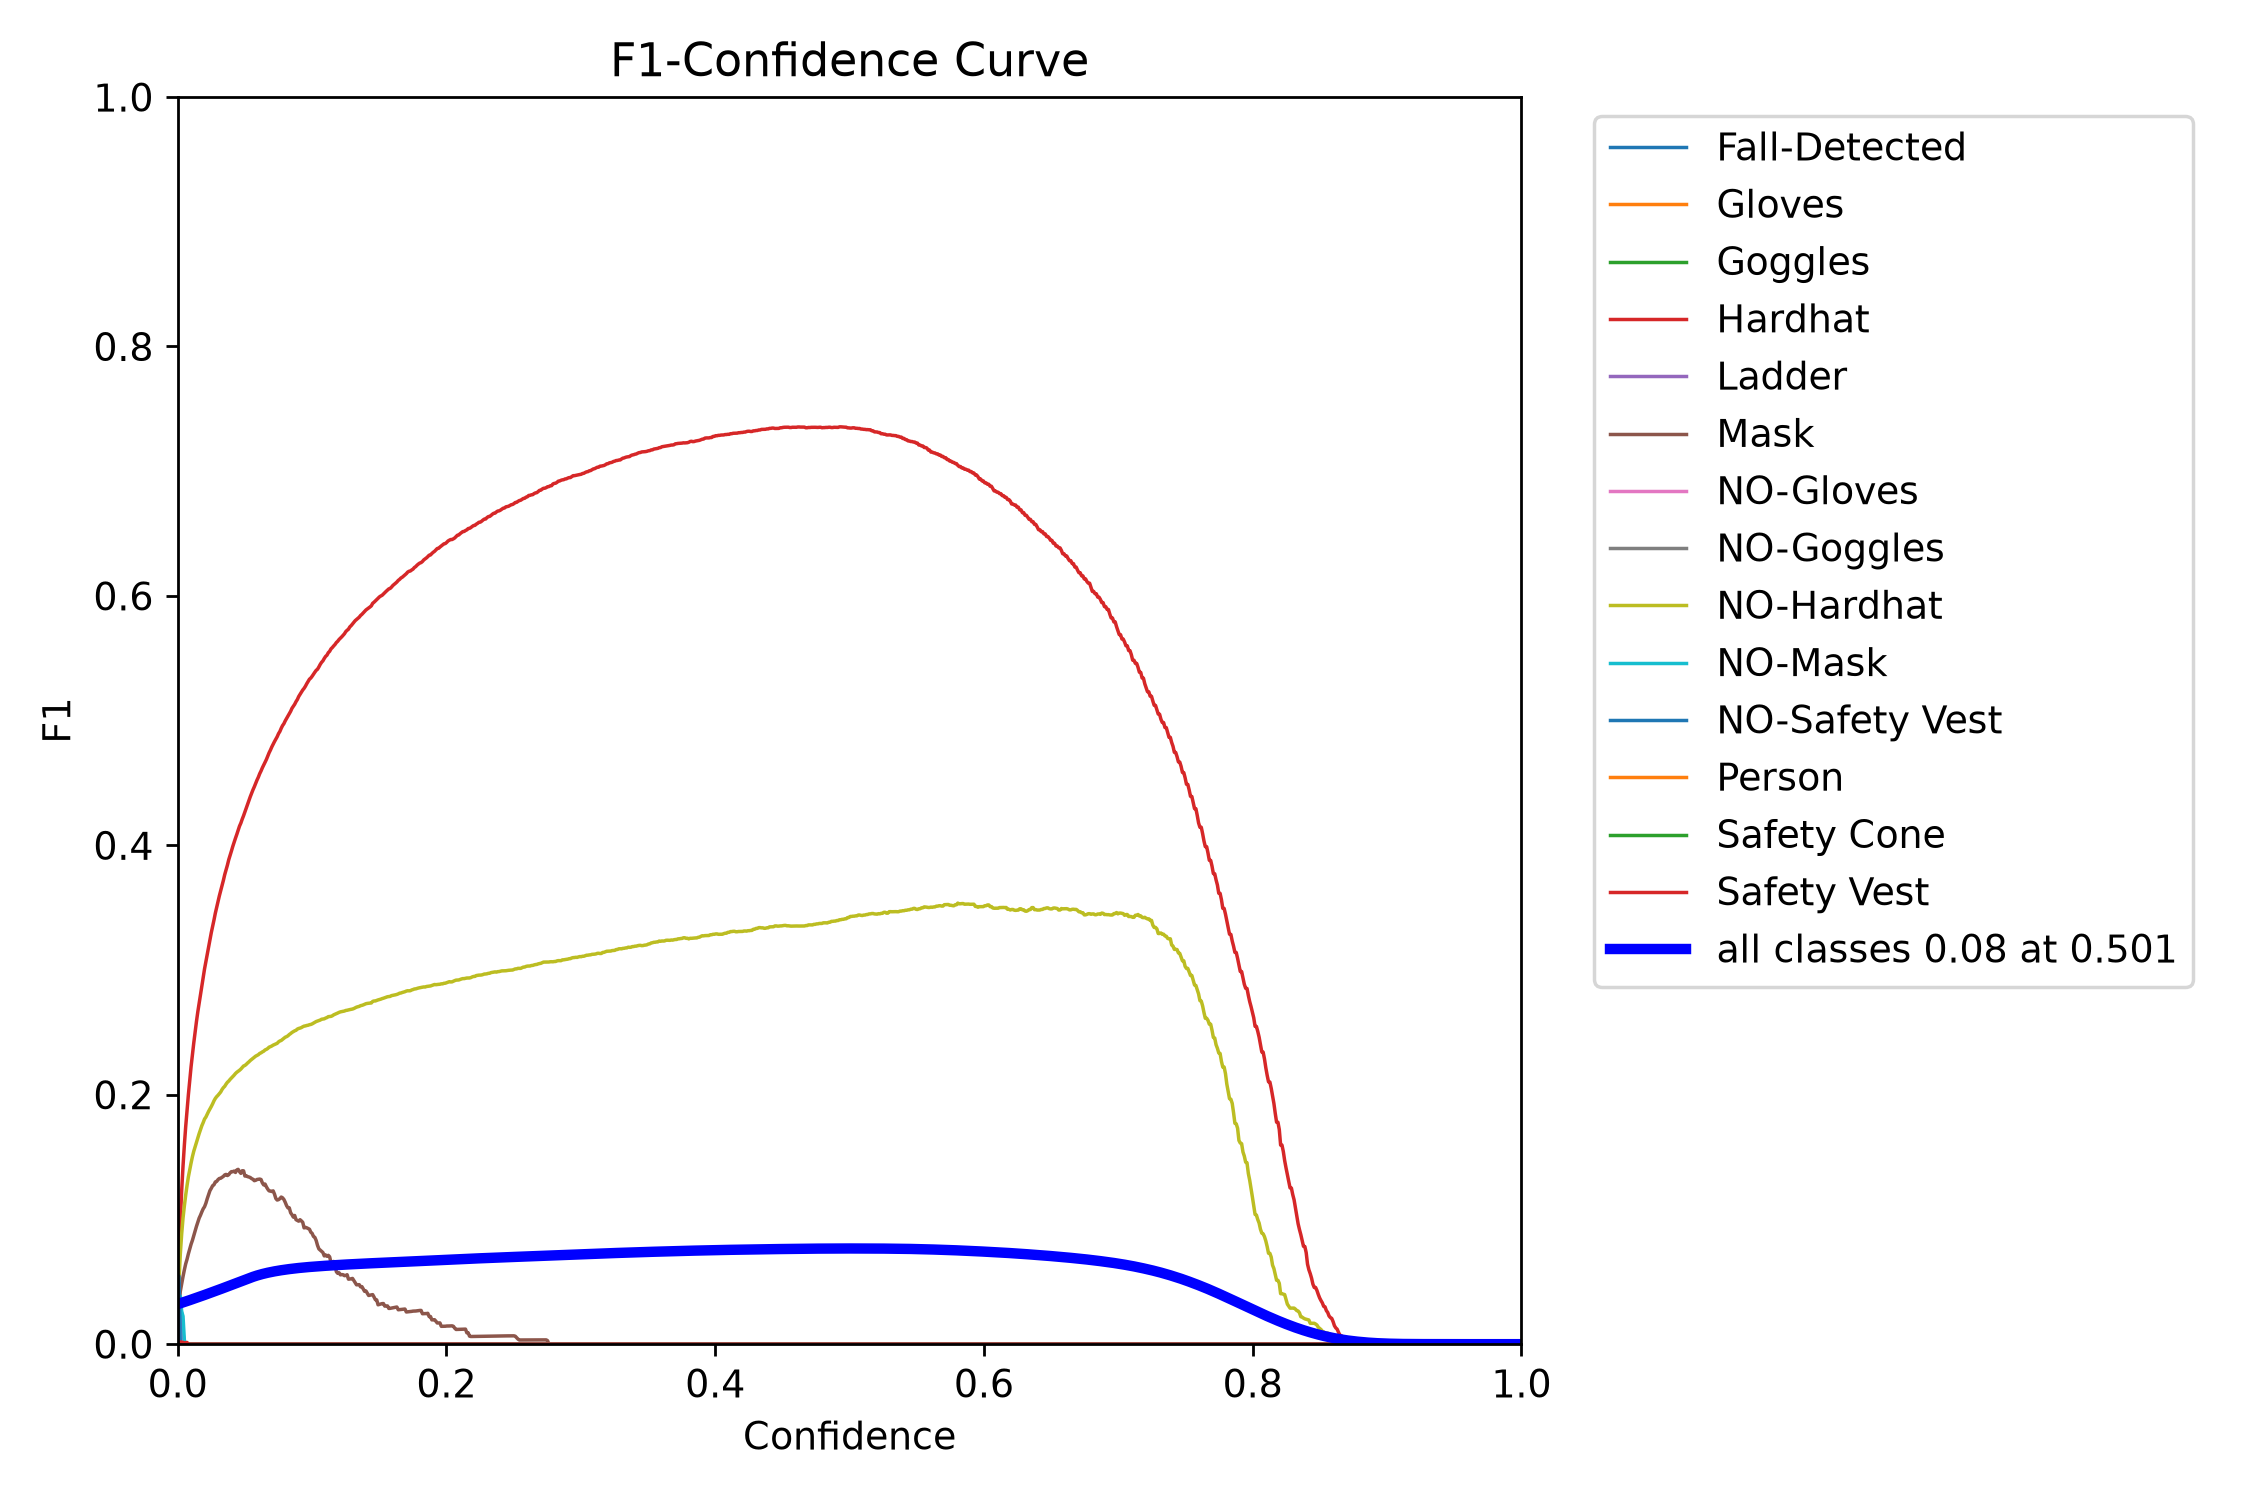 F1-Confidence Curve
1.0
0.8
0.6
0.4
0.2
0.0
F1
0.0 0.2 0.4 0.6 0.8 1.0
Confidence
Fall-Detected
Gloves
Goggles
Hardhat
Ladder
Mask
NO-Gloves
NO-Goggles
NO-Hardhat
NO-Mask
NO-Safety Vest
Person
Safety Cone
Safety Vest
all classes 0.08 at 0.501